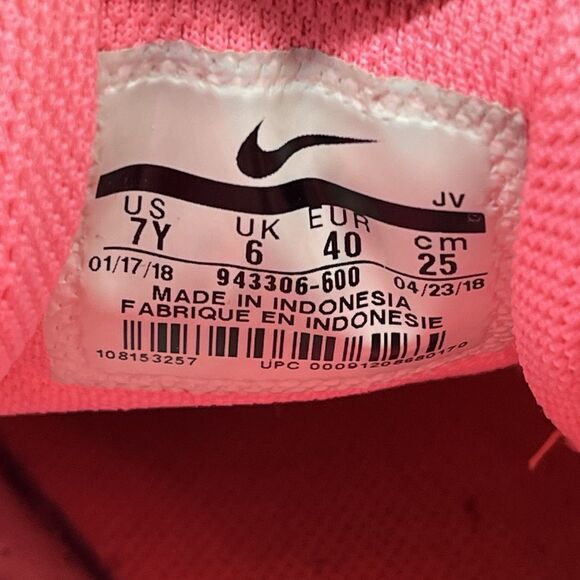 JV
US UK EUR cm
7Y 6 40 25
01/17/18 943306-600 04/23/18
MADE IN INDONESIA
FABRIQUE EN INDONESIE
108153257 UPC